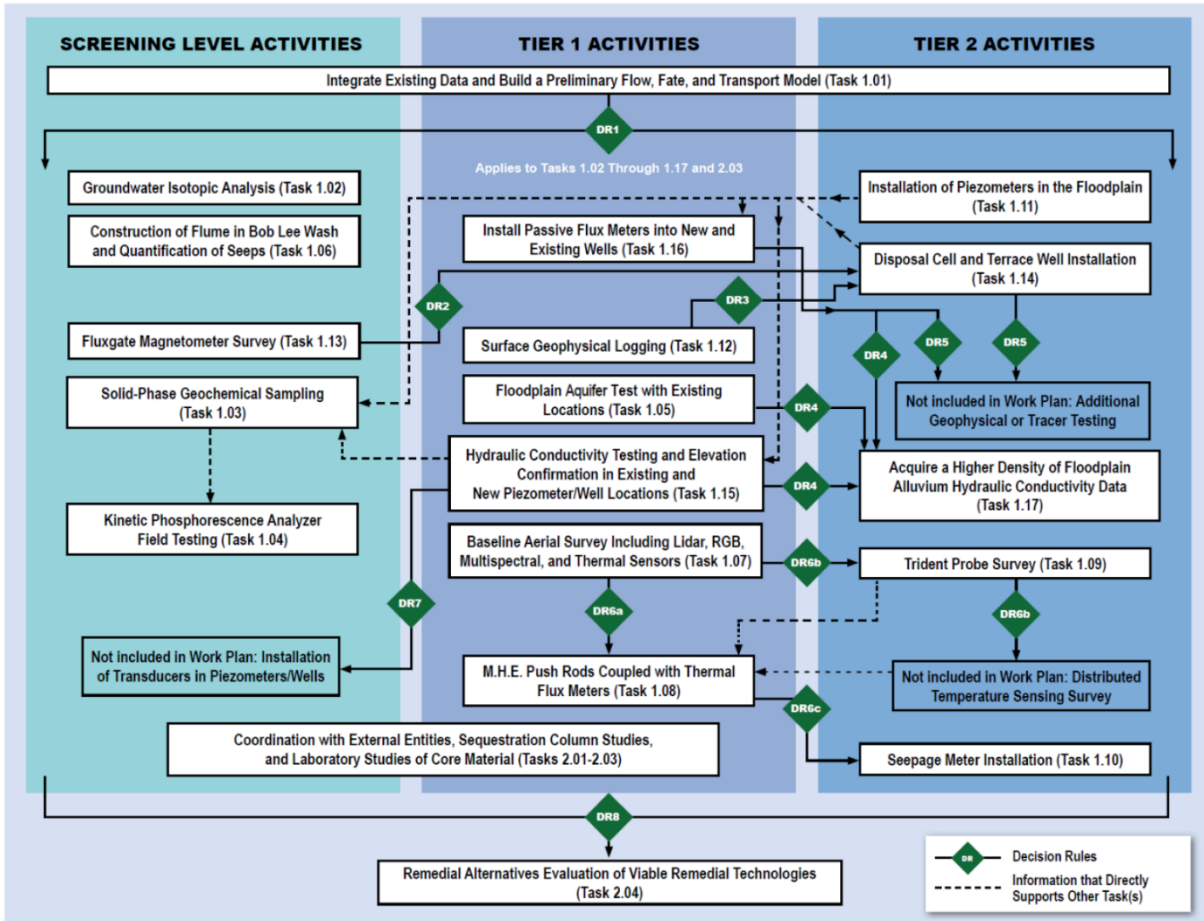 SCREENING LEVEL ACTIVITIES
TIER 1 ACTIVITIES
TIER 2 ACTIVITIES
Integrate Existing Data and Build a Preliminary Flow, Fate, and Transport Model (Task 1.01)
DR1
Applies to Tasks 1.02 Through 1.17 and 2.03
Groundwater Isotopic Analysis (Task 1.02)
Installation of Piezometers in the Floodplain
(Task 1.11)
Construction of Flume in Bob Lee Wash
and Quantification of Seeps (Task 1.06)
Install Passive Flux Meters into New and
Existing Wells (Task 1.16)
Disposal Cell and Terrace Well Installation
(Task 1.14)
DR2
DR3
Fluxgate Magnetometer Survey (Task 1.13)
Surface Geophysical Logging (Task 1.12)
DR4
DR5
DR5
Solid-Phase Geochemical Sampling
(Task 1.03)
Floodplain Aquifer Test with Existing
Locations (Task 1.05)
DR4
Not included in Work Plan: Additional
Geophysical or Tracer Testing
Hydraulic Conductivity Testing and Elevation
Confirmation in Existing and
New Piezometer/Well Locations (Task 1.15)
DR4
Acquire a Higher Density of Floodplain
Alluvium Hydraulic Conductivity Data
(Task 1.17)
Kinetic Phosphorescence Analyzer
Field Testing (Task 1.04)
Baseline Aerial Survey Including Lidar, RGB,
Multispectral, and Thermal Sensors (Task 1.07)
DR6b
Trident Probe Survey (Task 1.09)
DR7
DR6a
DR6b
Not included in Work Plan: Installation
of Transducers in Piezometers/Wells
M.H.E. Push Rods Coupled with Thermal
Flux Meters (Task 1.08)
Not included in Work Plan: Distributed
Temperature Sensing Survey
DR6c
Coordination with External Entities, Sequestration Column Studies,
and Laboratory Studies of Core Material (Tasks 2.01-2.03)
Seepage Meter Installation (Task 1.10)
DR8
Remedial Alternatives Evaluation of Viable Remedial Technologies
(Task 2.04)
DR
Decision Rules
Information that Directly
Supports Other Task(s)